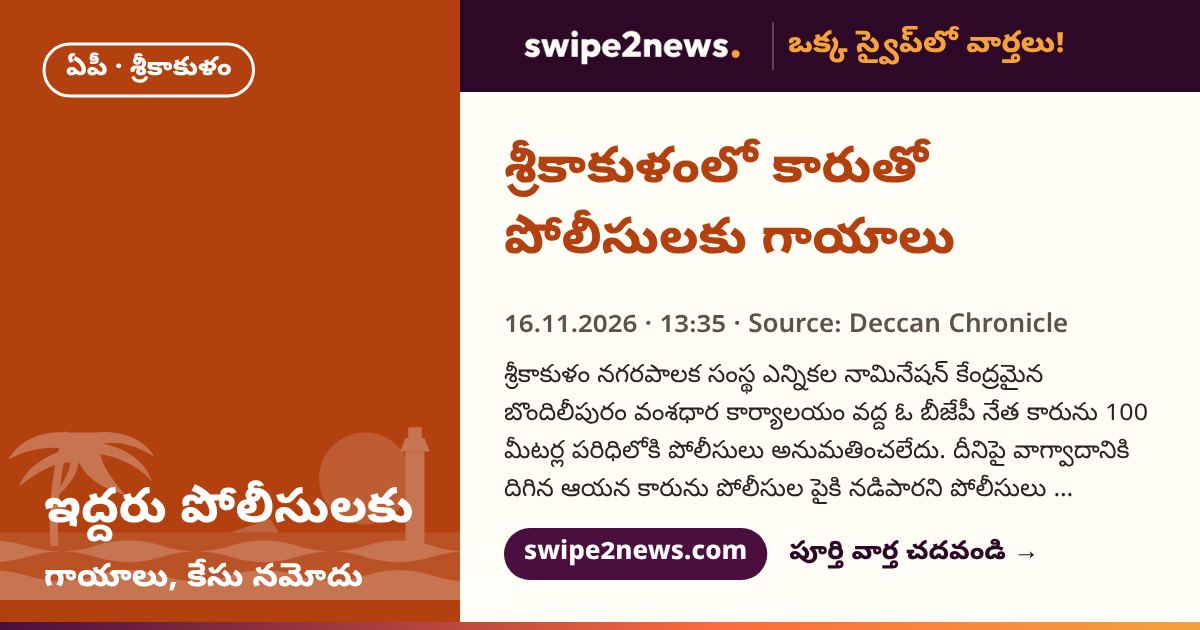 ఏపీ · శ్రీకాకుళం
swipe2news.
ఒక్క స్వైప్‌లో వార్తలు!
శ్రీకాకుళంలో కారుతో
పోలీసులకు గాయాలు
16.11.2026 · 13:35 · Source: Deccan Chronicle
శ్రీకాకుళం నగరపాలక సంస్థ ఎన్నికల నామినేషన్ కేంద్రమైన
బొందిలీపురం వంశధార కార్యాలయం వద్ద ఓ బీజేపీ నేత కారును 100
మీటర్ల పరిధిలోకి పోలీసులు అనుమతించలేదు. దీనిపై వాగ్వాదానికి
దిగిన ఆయన కారును పోలీసుల పైకి నడిపారని పోలీసులు ...
ఇద్దరు పోలీసులకు
గాయాలు, కేసు నమోదు
swipe2news.com
పూర్తి వార్త చదవండి →